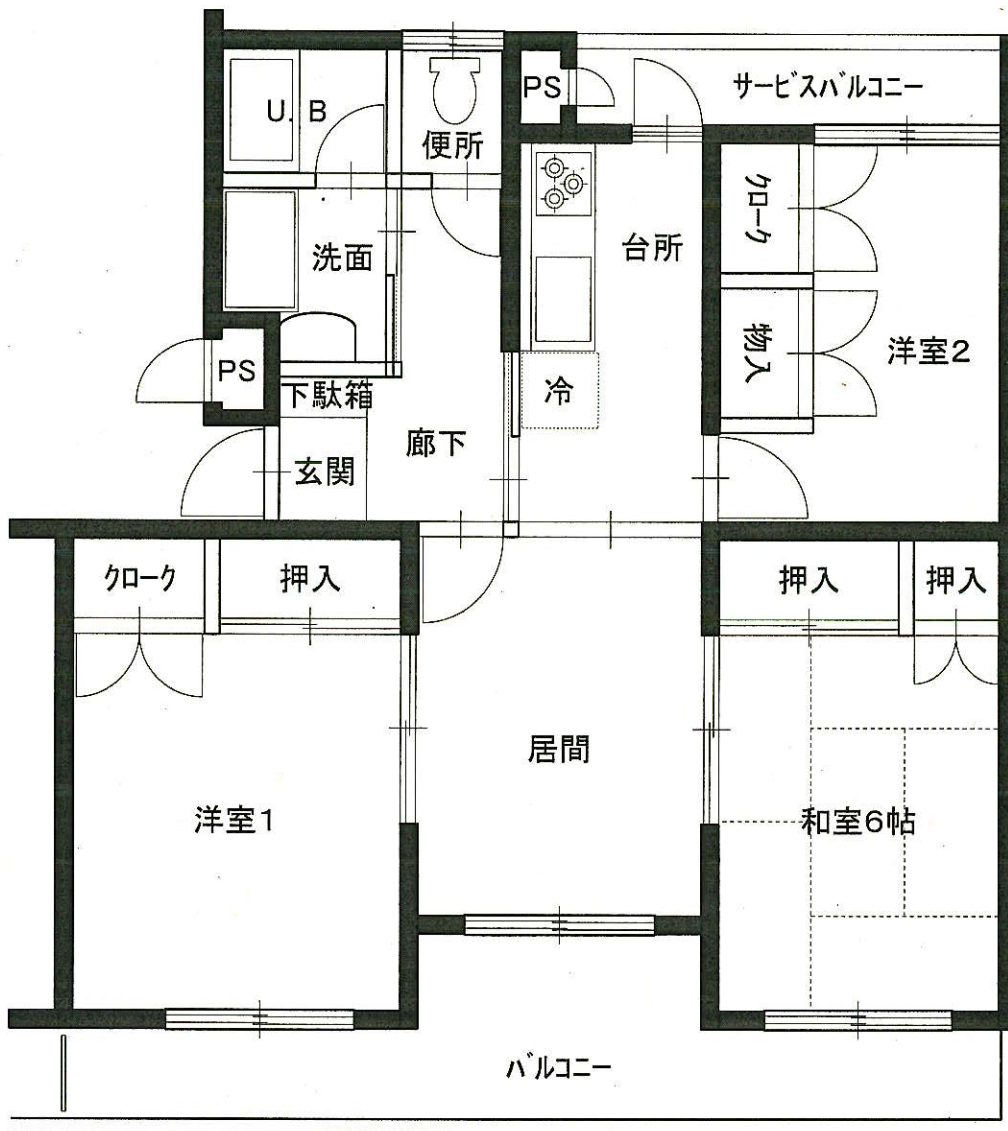 サービスバルコニー
PS
U.B
便所
クローク
台所
洗面
物入
洋室2
PS
冷
下駄箱
廊下
玄関
クローク
押入
押入
押入
居間
洋室1
和室6帖
バルコニー